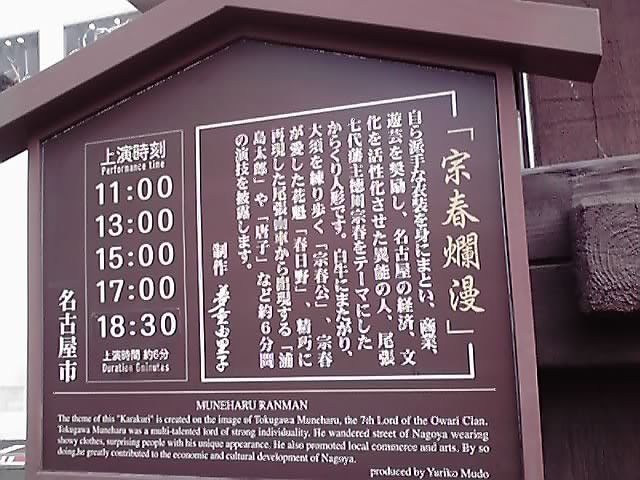 「宗春爛漫」
自ら派手な衣装を身にまとい、商業、
遊芸を奨励し、名古屋の経済、文
化を活性化させた異能の人、尾張
七代藩主徳川宗春をテーマにした
からくり人形です。白牛にまたがり、
大須を練り歩く「宗春公」、宗春
が愛した花魁「春日野」、精巧に
再現した尾張山車から出現する「浦
島太郎」や「唐子」など約6分間
の演技を披露します。
制作 夢童由里子
上演時刻
Performance time
11:00
13:00
15:00
17:00
18:30
上演時間 約6分
Duration 6minutes
名古屋市
MUNEHARU RANMAN
The theme of this "Karakuri" is created on the image of Tokugawa Muneharu, the 7th Lord of the Owari Clan.
Tokugawa Muneharu was a multi-talented lord of strong individuality. He wandered street of Nagoya wearing
showy clothes, surprising people with his unique appearance. He also promoted local commerce and arts. By so
doing,he greatly contributed to the economic and cultural development of Nagoya.
produced by Yuriko Mudo